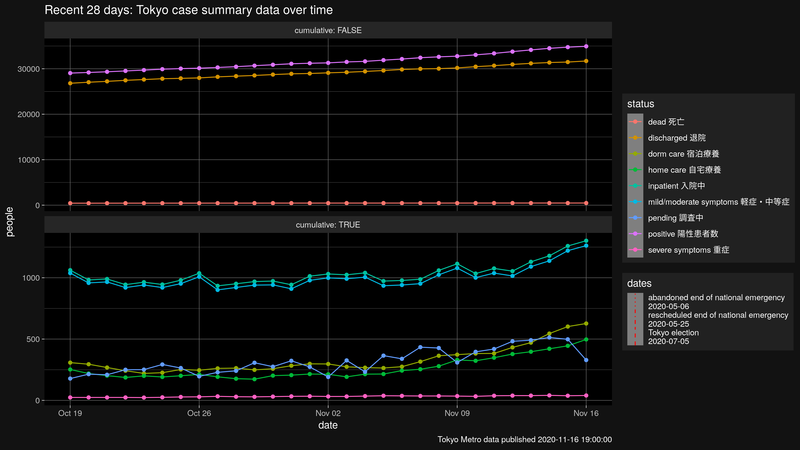 Recent 28 days: Tokyo case summary data over time
cumulative: FALSE
30000
20000
10000
0
cumulative: TRUE
1000
500
0
people
Oct 19
Oct 26
Nov 02
Nov 09
Nov 16
date
status
dead 死亡
discharged 退院
dorm care 宿泊療養
home care 自宅療養
inpatient 入院中
mild/moderate symptoms 軽症・中等症
pending 調査中
positive 陽性患者数
severe symptoms 重症
dates
abandoned end of national emergency
2020-05-06
rescheduled end of national emergency
2020-05-25
Tokyo election
2020-07-05
Tokyo Metro data published 2020-11-16 19:00:00